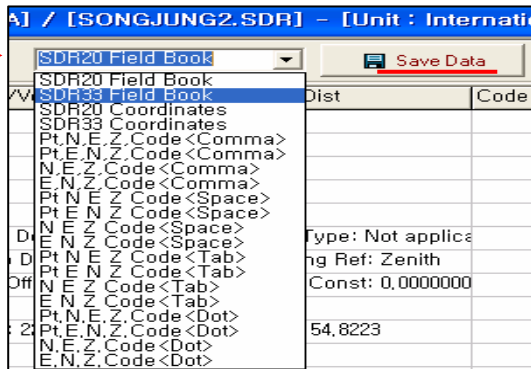 A] / [SONGJUNG2.SDR] - [Unit : Internati
SDR20 Field Book
Save Data
SDR20 Field Book
SDR33 Field Book
Dist
Code
SDR20 Coordinates
SDR33 Coordinates
Pt,N,E,Z,Code<Comma>
Pt,E,N,Z,Code<Comma>
N,E,Z,Code<Comma>
E,N,Z,Code<Comma>
Pt N E Z Code<Space>
Pt E N Z Code<Space>
N E Z Code<Space>
E N Z Code<Space>
Type: Not applica
Pt N E Z Code<Tab>
ng Ref: Zenith
Pt E N Z Code<Tab>
N E Z Code<Tab>
Const: 0,0000000
E N Z Code<Tab>
Pt,N,E,Z,Code<Dot>
Pt,E,N,Z,Code<Dot>
54,8223
N,E,Z,Code<Dot>
E,N,Z,Code<Dot>